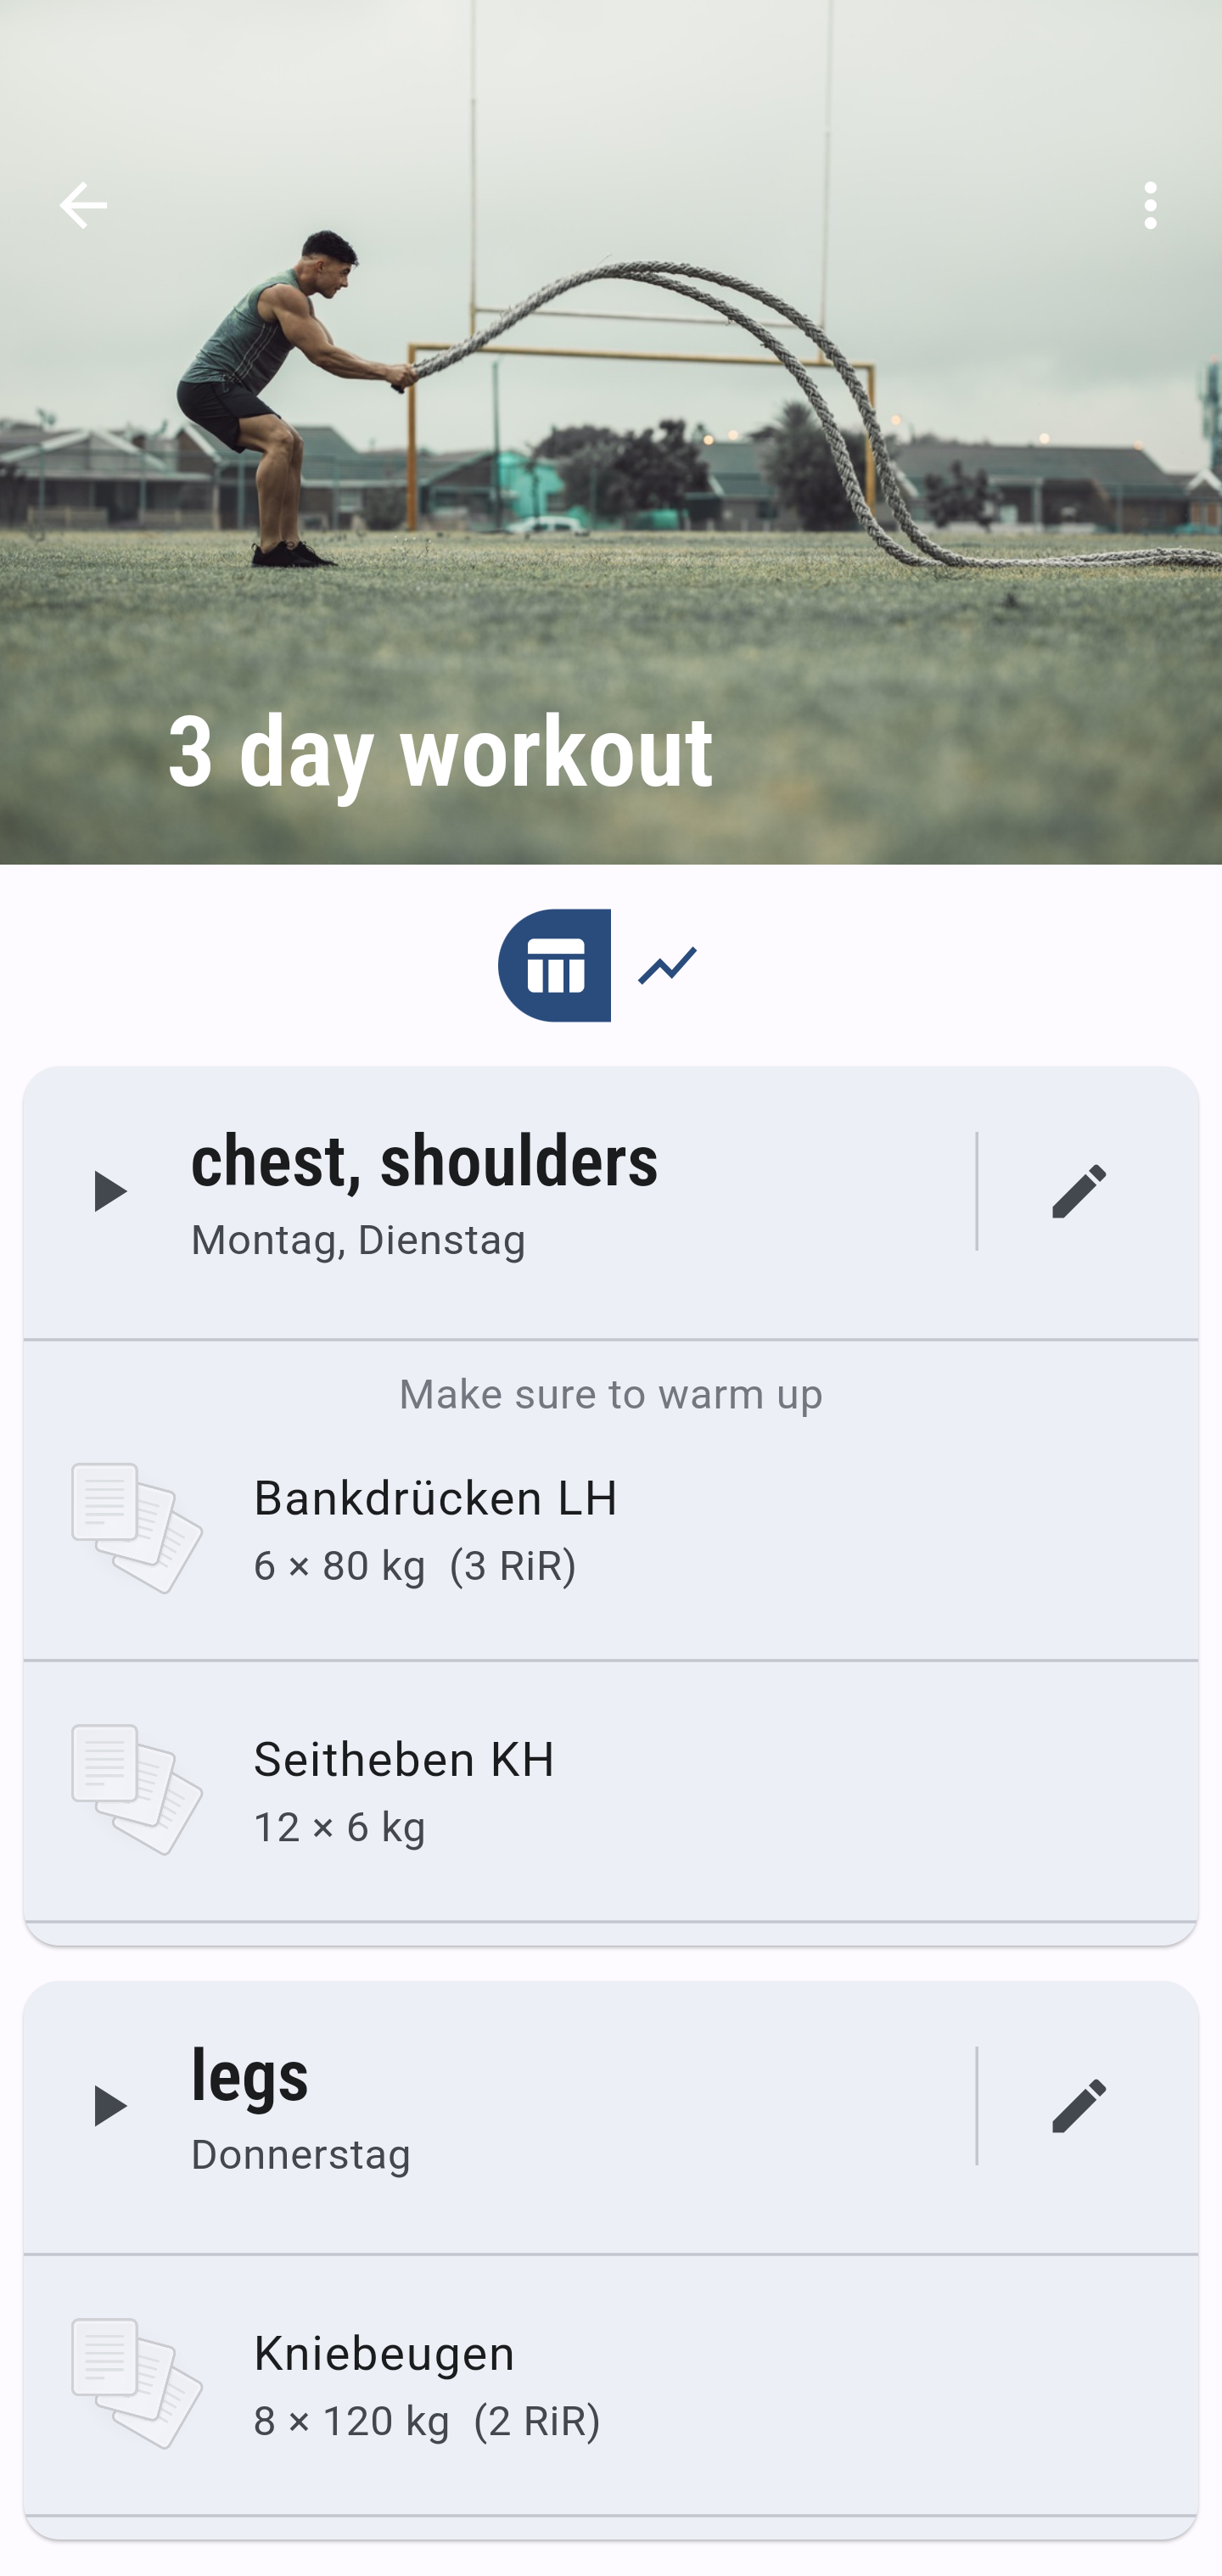 3 day workout
chest, shoulders
Montag, Dienstag
Make sure to warm up
Bankdrücken LH
6 × 80 kg (3 RiR)
Seitheben KH
12 × 6 kg
legs
Donnerstag
Kniebeugen
8 × 120 kg (2 RiR)